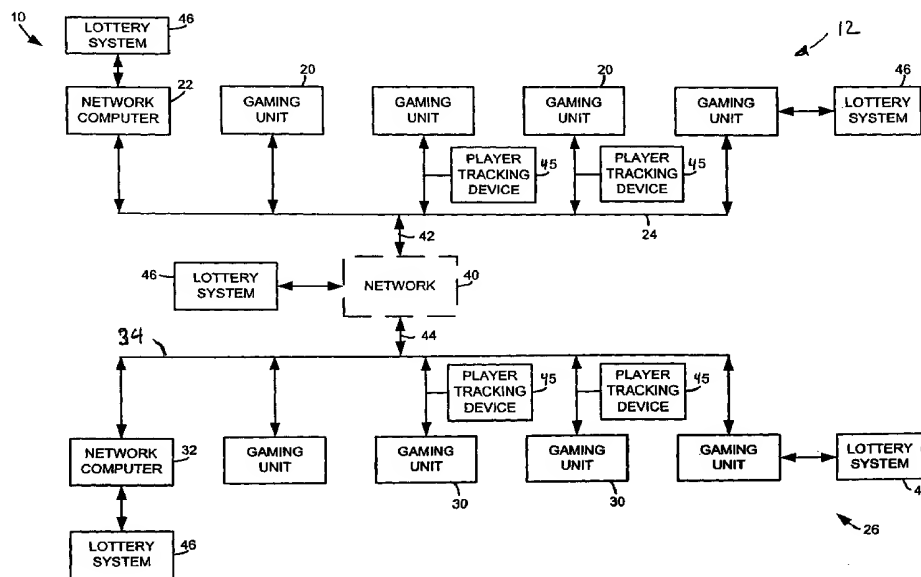 10
LOTTERY
SYSTEM
46
12
NETWORK
COMPUTER
22
GAMING
UNIT
20
GAMING
UNIT
GAMING
UNIT
20
GAMING
UNIT
LOTTERY
SYSTEM
46
PLAYER
TRACKING
DEVICE
45
PLAYER
TRACKING
DEVICE
45
24
42
46
LOTTERY
SYSTEM
NETWORK
40
44
34
PLAYER
TRACKING
DEVICE
45
PLAYER
TRACKING
DEVICE
45
NETWORK
COMPUTER
32
GAMING
UNIT
GAMING
UNIT
30
GAMING
UNIT
30
GAMING
UNIT
LOTTERY
SYSTEM
26
LOTTERY
SYSTEM
46